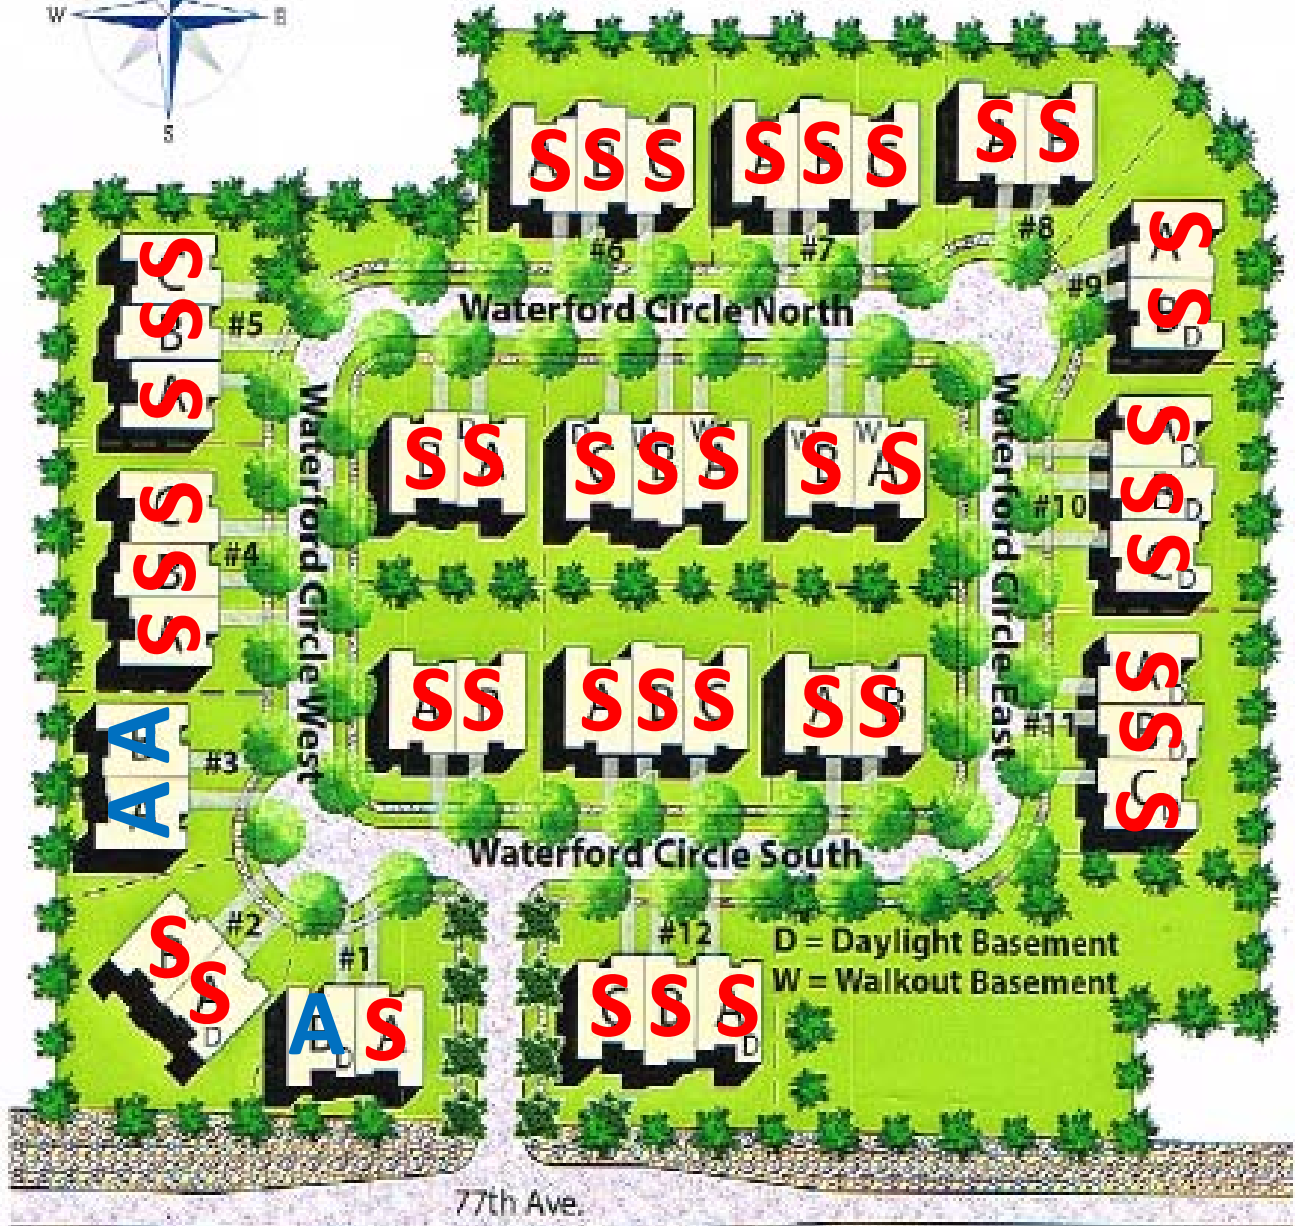 W E
S
S S S S S S S S
#6 #7 #8
S
S #9
S
S #5
S
Waterford Circle North
Waterford Circle West
Waterford Circle East
D W W W W
S S S S S S S
S
S #4
S
S D
S D #10
S D
S S S S S S S
S D
S D #11
C S
A
A #3
Waterford Circle South
S
S #2
D
A S #1
D
#12
S S S
D
D = Daylight Basement
W = Walkout Basement
77th Ave.